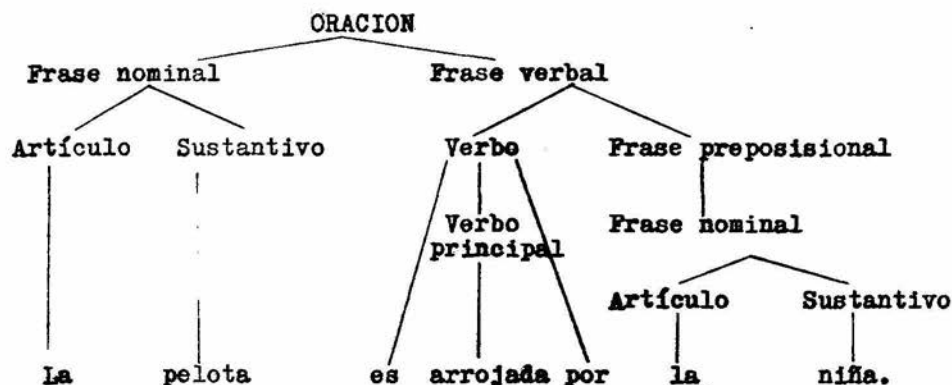 ORACION
Frase nominal Frase verbal
Artículo Sustantivo Verbo Frase preposisional
Verbo Frase nominal
principal
Artículo Sustantivo
La pelota es arrojada por la niña.